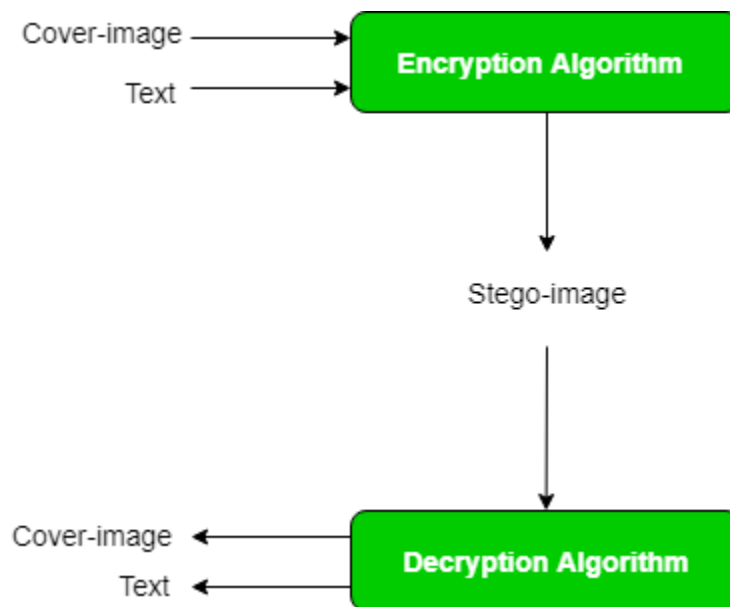 Cover-image
Encryption Algorithm
Text
Stego-image
Cover-image
Decryption Algorithm
Text